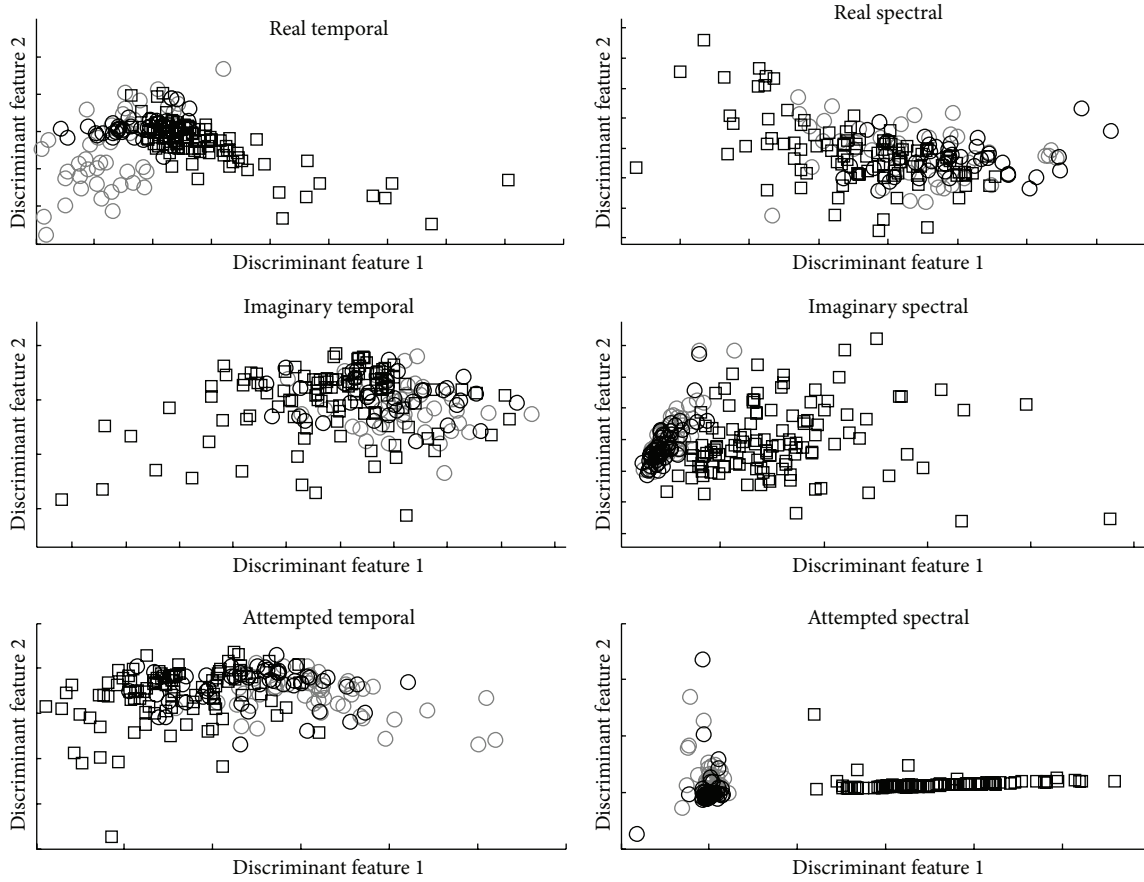 Real temporal
Discriminant feature 2
Discriminant feature 1
Real spectral
Discriminant feature 2
Discriminant feature 1
Imaginary temporal
Discriminant feature 2
Discriminant feature 1
Imaginary spectral
Discriminant feature 2
Discriminant feature 1
Attempted temporal
Discriminant feature 2
Discriminant feature 1
Attempted spectral
Discriminant feature 2
Discriminant feature 1